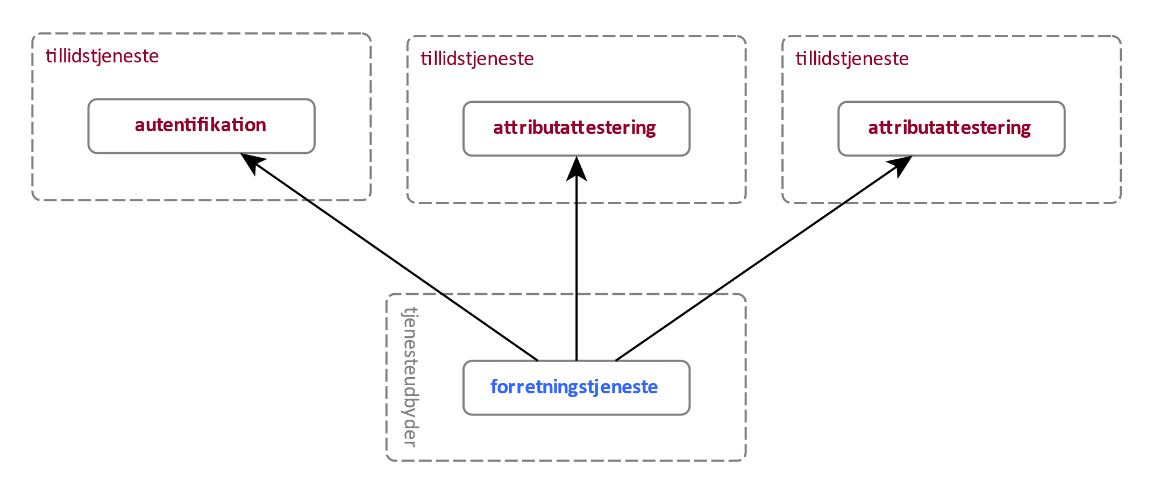 tillidstjeneste
autentifikation
tillidstjeneste
attributattestering
tillidstjeneste
attributattestering
tjenesteudbyder
forretningstjeneste